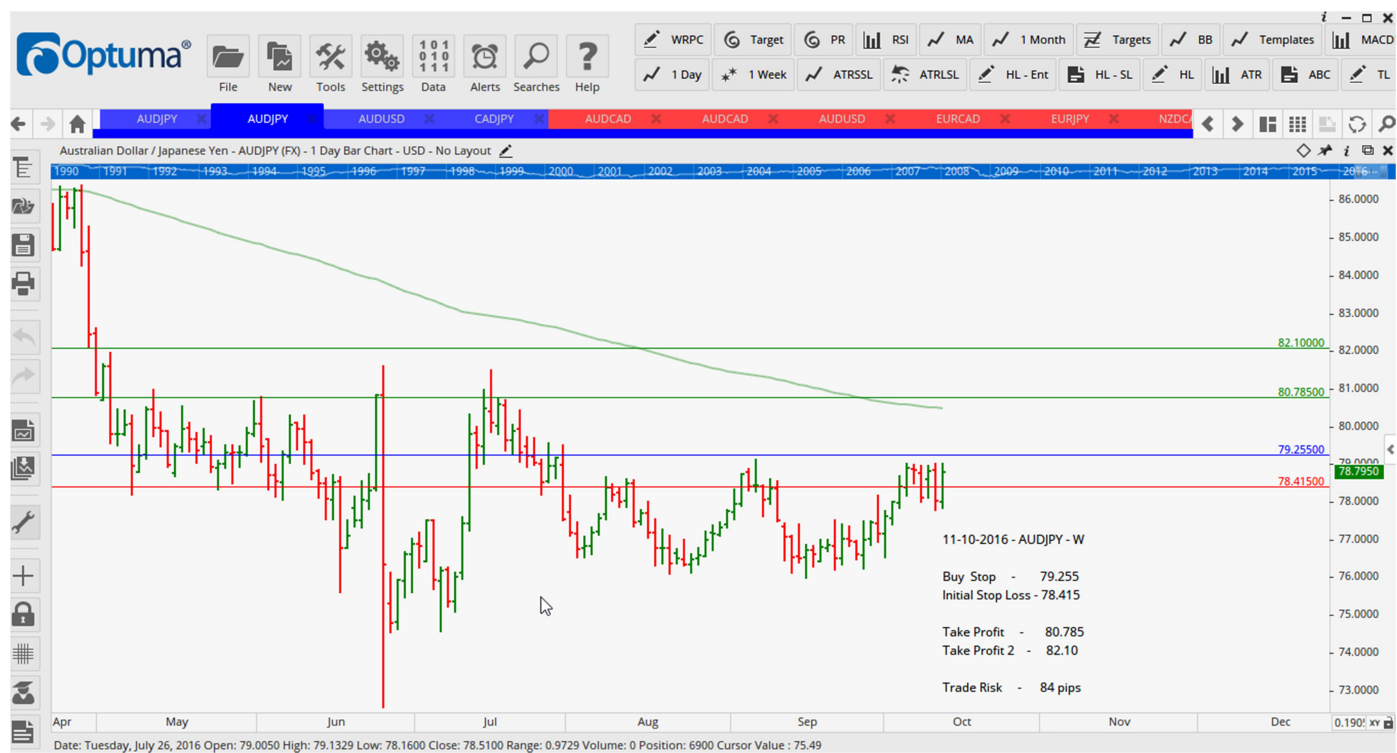 Optuma®
File New Tools Settings Data Alerts Searches Help
WRPC Target PR RSI MA 1 Month Targets BB Templates MACD
1 Day 1 Week ATRSSL ATRLSL HL - Ent HL - SL HL ATR ABC TL
AUDJPY AUDJPY AUDUSD CADJPY AUDCAD AUDCAD AUDUSD EURCAD EURJPY NZDCA
Australian Dollar / Japanese Yen - AUDJPY (FX) - 1 Day Bar Chart - USD - No Layout
1990 1991 1992 1993 1994 1995 1996 1997 1998 1999 2000 2001 2002 2003 2004 2005 2006 2007 2008 2009 2010 2011 2012 2013 2014 2015 2016
86.0000
85.0000
84.0000
83.0000
82.10000
82.0000
81.0000
80.78500
80.0000
79.25500
79.0000
78.7950
78.41500
78.0000
77.0000
76.0000
75.0000
74.0000
73.0000
11-10-2016 - AUDJPY - W
Buy Stop - 79.255
Initial Stop Loss - 78.415
Take Profit - 80.785
Take Profit 2 - 82.10
Trade Risk - 84 pips
Apr May Jun Jul Aug Sep Oct Nov Dec 0.190 XY
Date: Tuesday, July 26, 2016 Open: 79.0050 High: 79.1329 Low: 78.1600 Close: 78.5100 Range: 0.9729 Volume: 0 Position: 6900 Cursor Value : 75.49